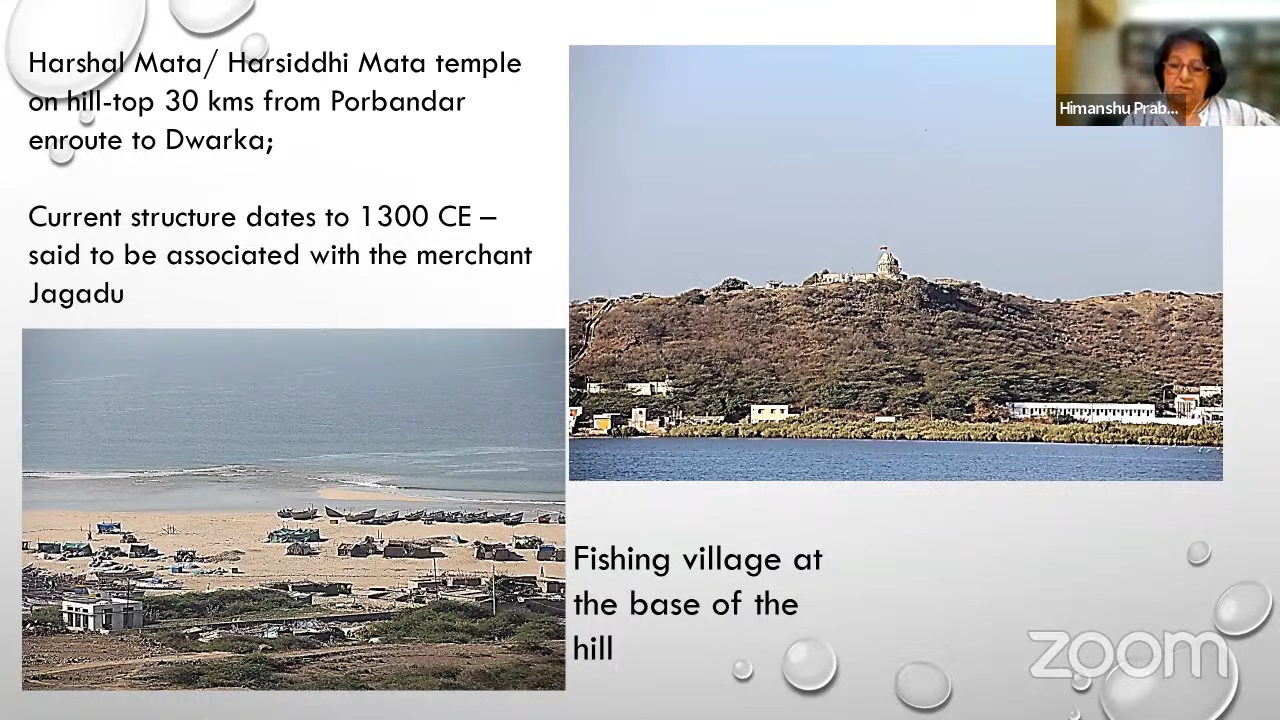 Harshal Mata/ Harsiddhi Mata temple
on hill-top 30 kms from Porbandar
enroute to Dwarka;
Current structure dates to 1300 CE –
said to be associated with the merchant
Jagadu
Himanshu Prab...
Fishing village at
the base of the
hill
zoom